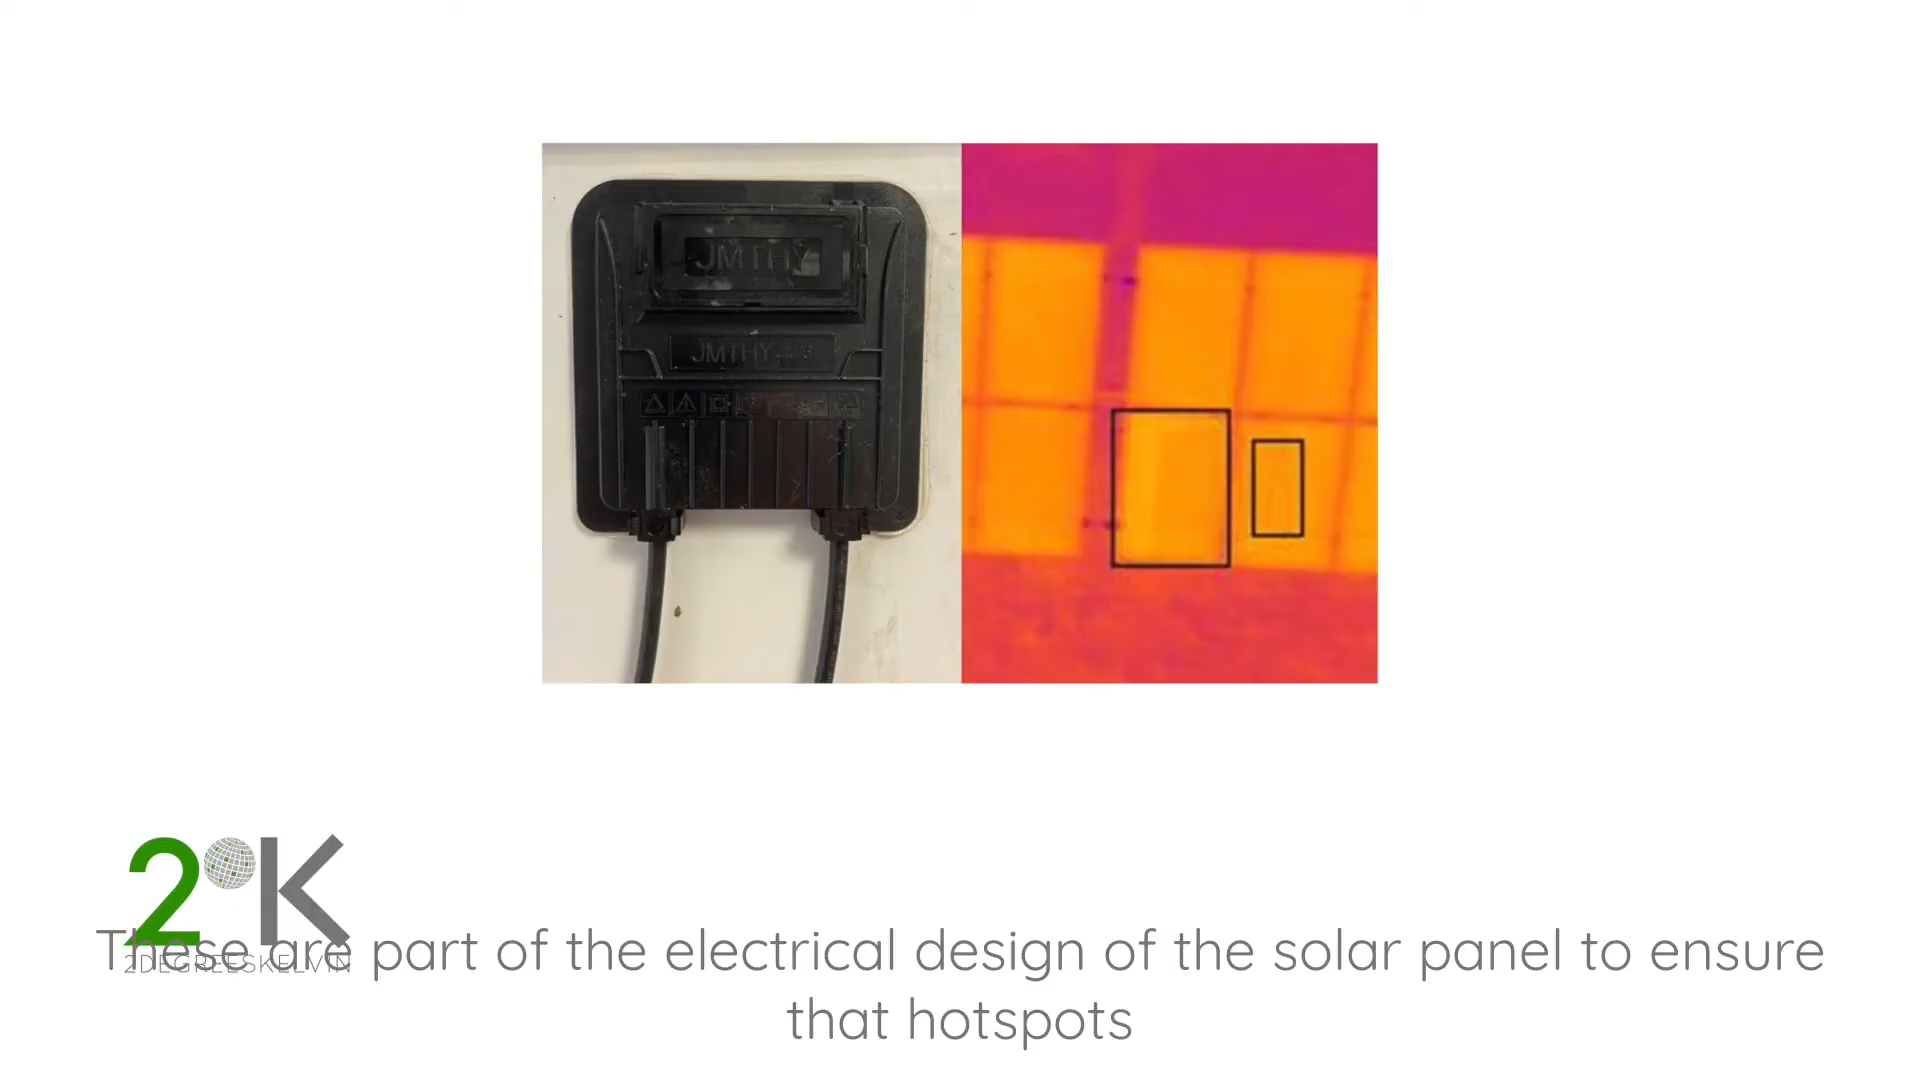 JMTHY
JMTHY
2°K
2DEGREESKELVIN
These are part of the electrical design of the solar panel to ensure
that hotspots